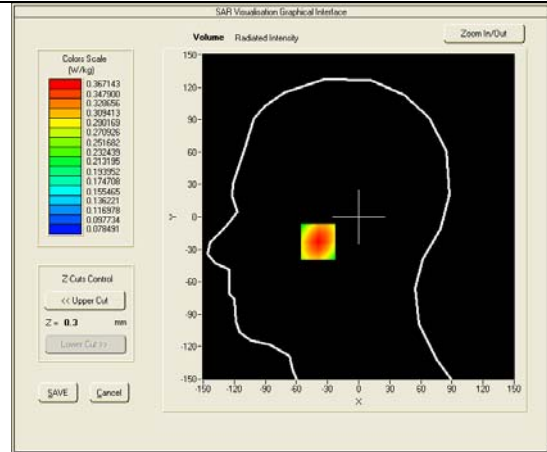 SAR Visualisation Graphical Interface
Volume Radiated Intensity
Zoom In/Out
Colors Scale
(W/kg)
0.367143
0.347900
0.328656
0.309413
0.290169
0.270926
0.251682
0.232439
0.213195
0.193952
0.174708
0.155465
0.136221
0.116978
0.097734
0.078491
Z Cuts Control
<< Upper Cut
Z = 0.3 mm
Lower Cut >>
SAVE Cancel
150
120
90
60
30
0
-30
-60
-90
-120
-150
Y
-150 -120 -90 -60 -30 0 30 60 90 120 150
X